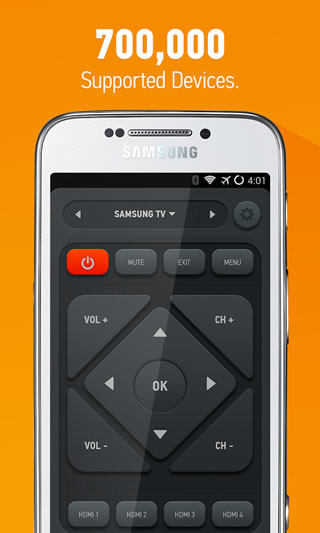 700,000
Supported Devices.
SAMSUNG
4:01
SAMSUNG TV
MUTE
EXIT
MENU
VOL +
CH +
OK
VOL -
CH -
HDMI 1
HDMI 2
HDMI 3
HDMI 4